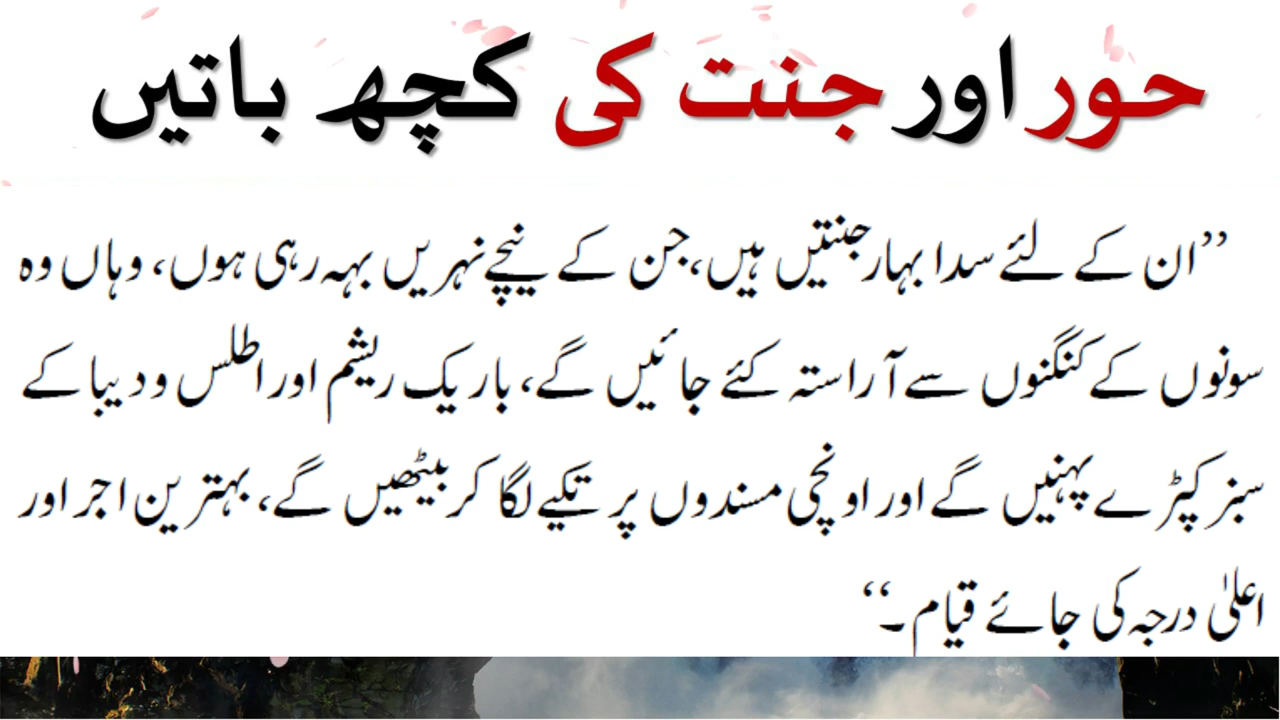 حور اور جنت کی کچھ باتیں
’’ان کے لئے سدا بہار جنتیں ہیں، جن کے نیچے نہریں بہہ رہی ہوں، وہاں وہ
سونوں کے کنگنوں سے آراستہ کئے جائیں گے، باریک ریشم اور اطلس و دیبا کے
سبز کپڑے پہنیں گے اور اونچی مسندوں پر تکیے لگا کر بیٹھیں گے، بہترین اجر اور
اعلیٰ درجہ کی جائے قیام۔‘‘